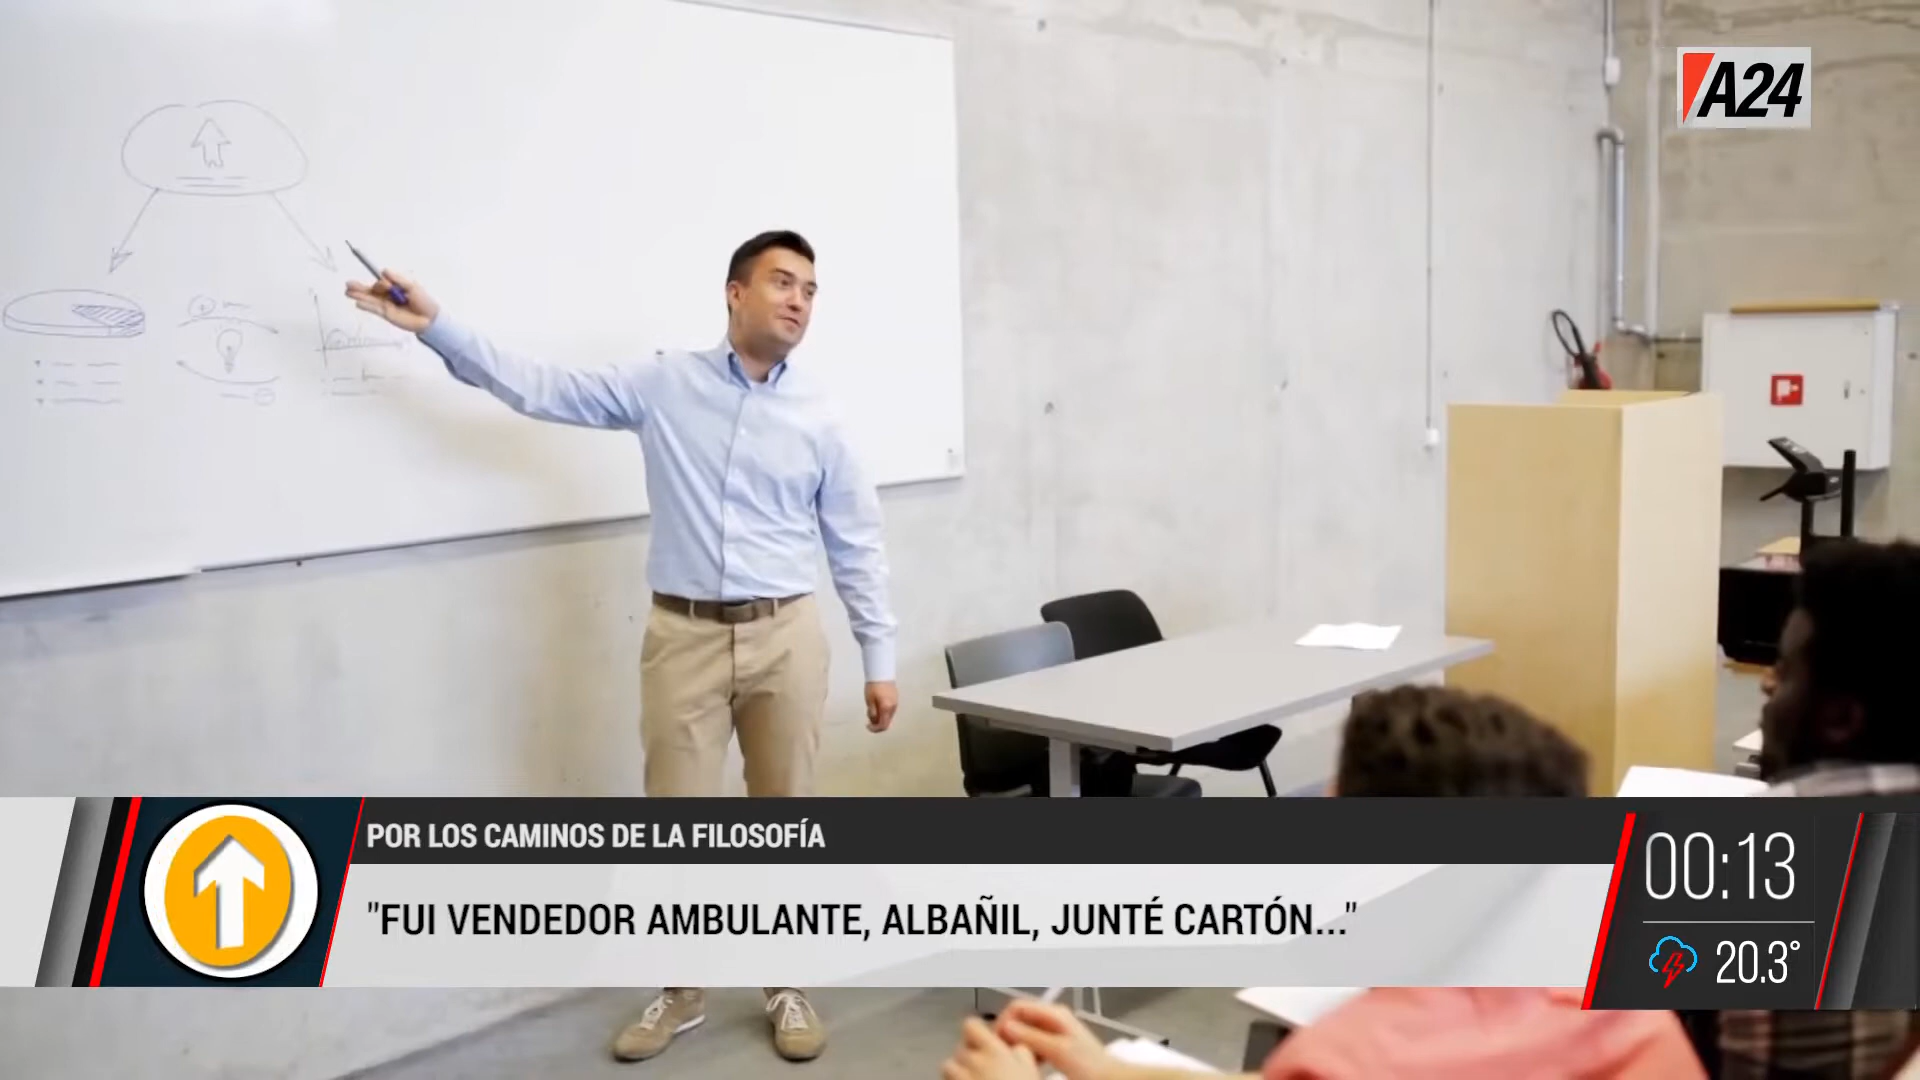 A24
POR LOS CAMINOS DE LA FILOSOFÍA
"FUI VENDEDOR AMBULANTE, ALBAÑIL, JUNTÉ CARTÓN..."
00:13
20.3°